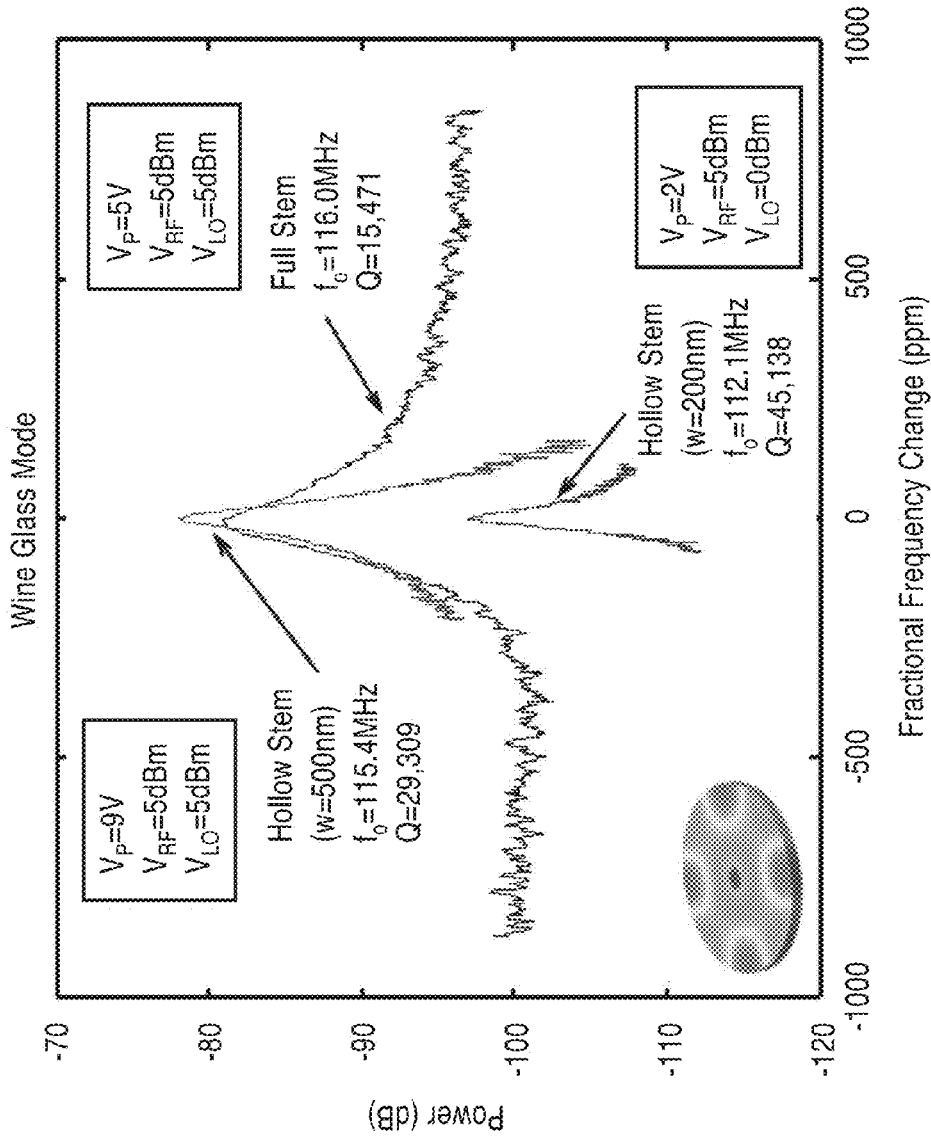 Wine Glass Mode
Power (dB)
-70
-80
-90
-100
-110
-120
V_P=9V
V_RF=5dBm
V_LO=5dBm
Hollow Stem
(w=500nm)
f_o=115.4MHz
Q=29,309
V_P=5V
V_RF=5dBm
V_LO=5dBm
Full Stem
f_o=116.0MHz
Q=15,471
Hollow Stem
(w=200nm)
f_o=112.1MHz
Q=45,138
V_P=2V
V_RF=5dBm
V_LO=0dBm
-1000
-500
0
500
1000
Fractional Frequency Change (ppm)